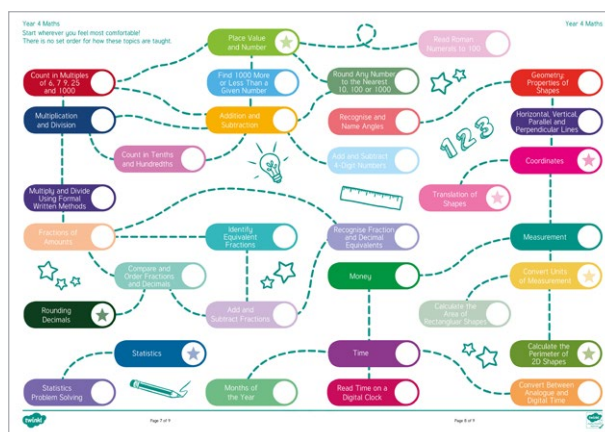 Year 4 Maths
Start wherever you feel most comfortable!
There is no set order for how these topics are taught.
Year 4 Maths
Place Value
and Number
Read Roman
Numerals to 100
Count in Multiples
of 6, 7, 9, 25
and 1000
Find 1000 More
or Less Than a
Given Number
Round Any Number
to the Nearest
10, 100 or 1000
Geometry:
Properties of
Shapes
Multiplication
and Division
Addition and
Subtraction
Recognise and
Name Angles
Horizontal, Vertical,
Parallel and
Perpendicular Lines
1 2 3
Count in Tenths
and Hundredths
Add and Subtract
4-Digit Numbers
Coordinates
Multiply and Divide
Using Formal
Written Methods
Translation of
Shapes
Fractions of
Amounts
Identify
Equivalent
Fractions
Recognise Fraction
and Decimal
Equivalents
Measurement
Compare and
Order Fractions
and Decimals
Money
Convert Units
of Measurement
Rounding
Decimals
Add and
Subtract Fractions
Calculate the
Area of
Rectangluar Shapes
Statistics
Time
Calculate the
Perimeter of
2D Shapes
Statistics
Problem Solving
Months of
the Year
Read Time on a
Digital Clock
Convert Between
Analogue and
Digital Time
twinkl
Page 7 of 9
Page 8 of 9
twinkl